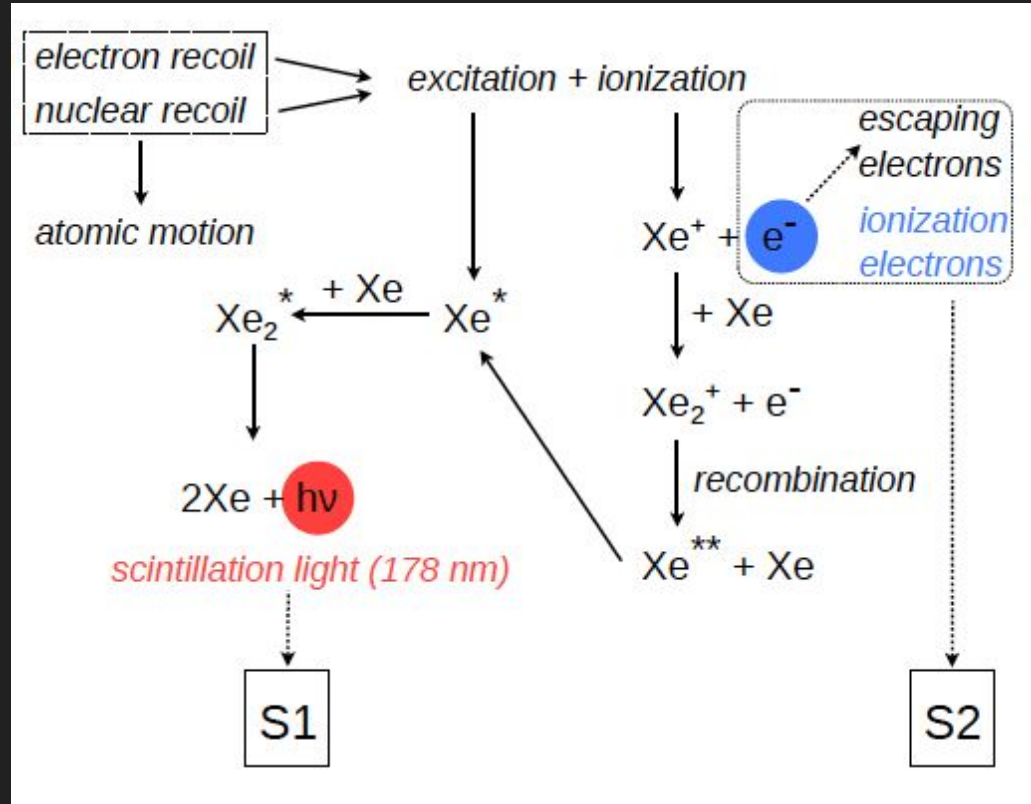 electron recoil
nuclear recoil
excitation + ionization
atomic motion
escaping
electrons
ionization
electrons
Xe⁺ + e⁻
+ Xe
Xe₂*
+ Xe
Xe*
Xe₂⁺ + e⁻
recombination
Xe** + Xe
2Xe + hν
scintillation light (178 nm)
S1
S2